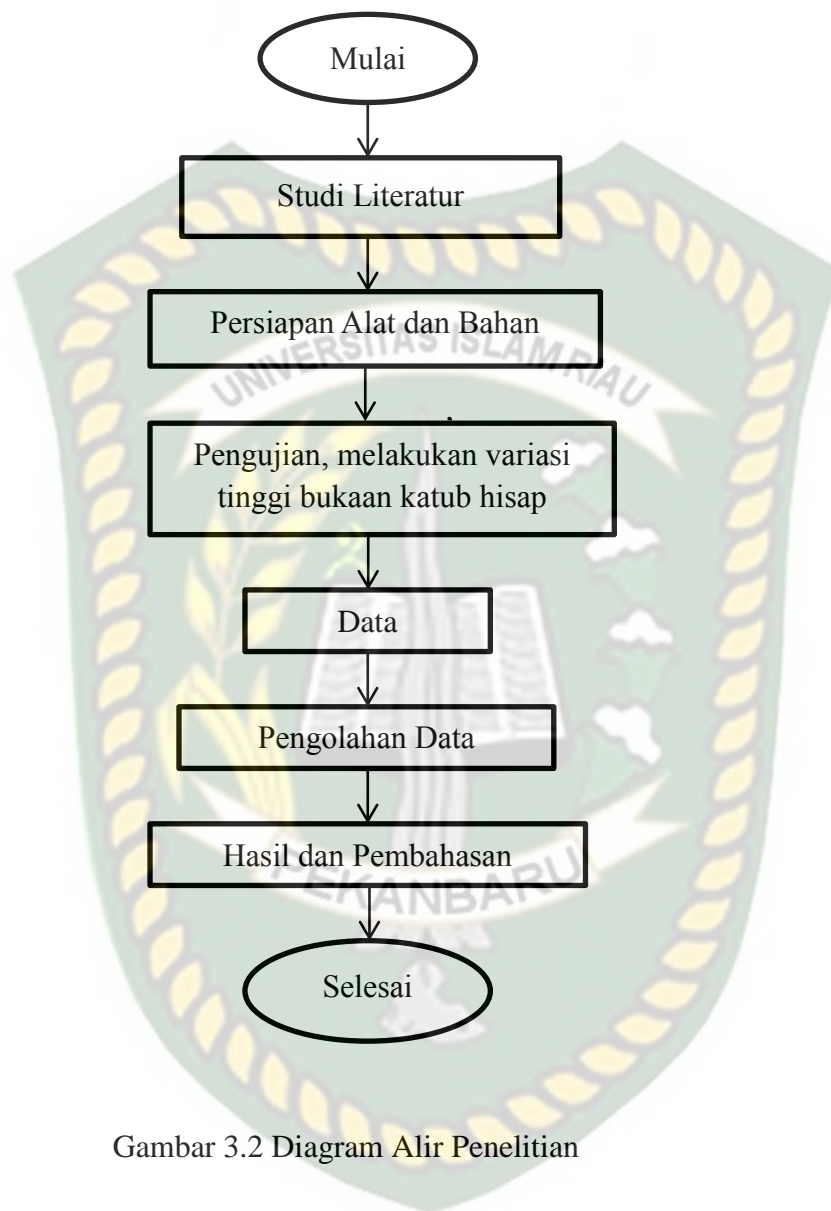 Mulai
Studi Literatur
Persiapan Alat dan Bahan
UNIVERSITAS ISLAM RIAU
Pengujian, melakukan variasi
tinggi bukaan katub hisap
Data
Pengolahan Data
Hasil dan Pembahasan
PEKANBARU
Selesai
Gambar 3.2 Diagram Alir Penelitian